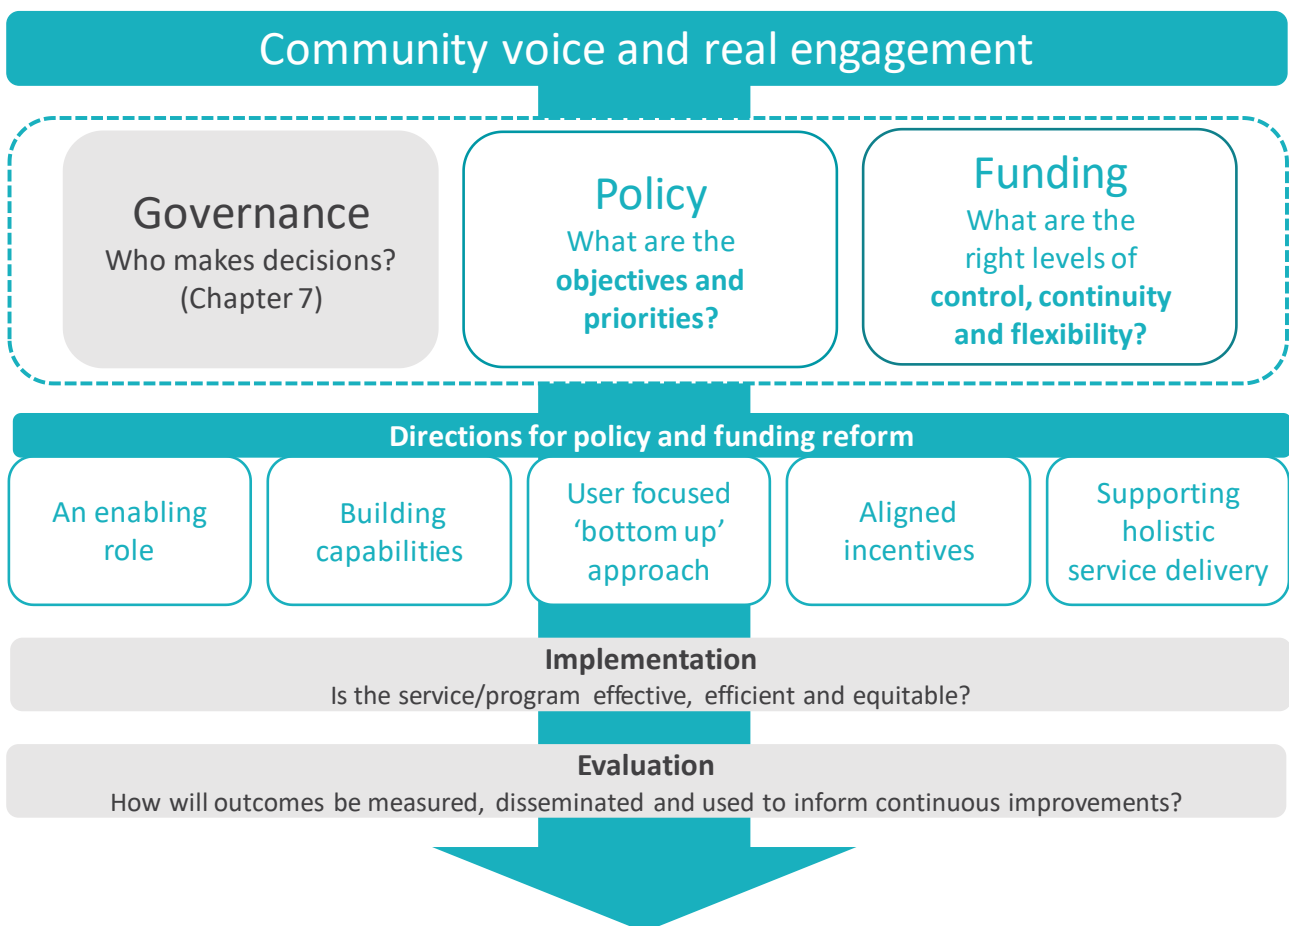 Community voice and real engagement
Governance
Who makes decisions?
(Chapter 7)
Policy
What are the
objectives and
priorities?
Funding
What are the
right levels of
control, continuity
and flexibility?
Directions for policy and funding reform
An enabling
role
Building
capabilities
User focused
‘bottom up’
approach
Aligned
incentives
Supporting
holistic
service delivery
Implementation
Is the service/program effective, efficient and equitable?
Evaluation
How will outcomes be measured, disseminated and used to inform continuous improvements?